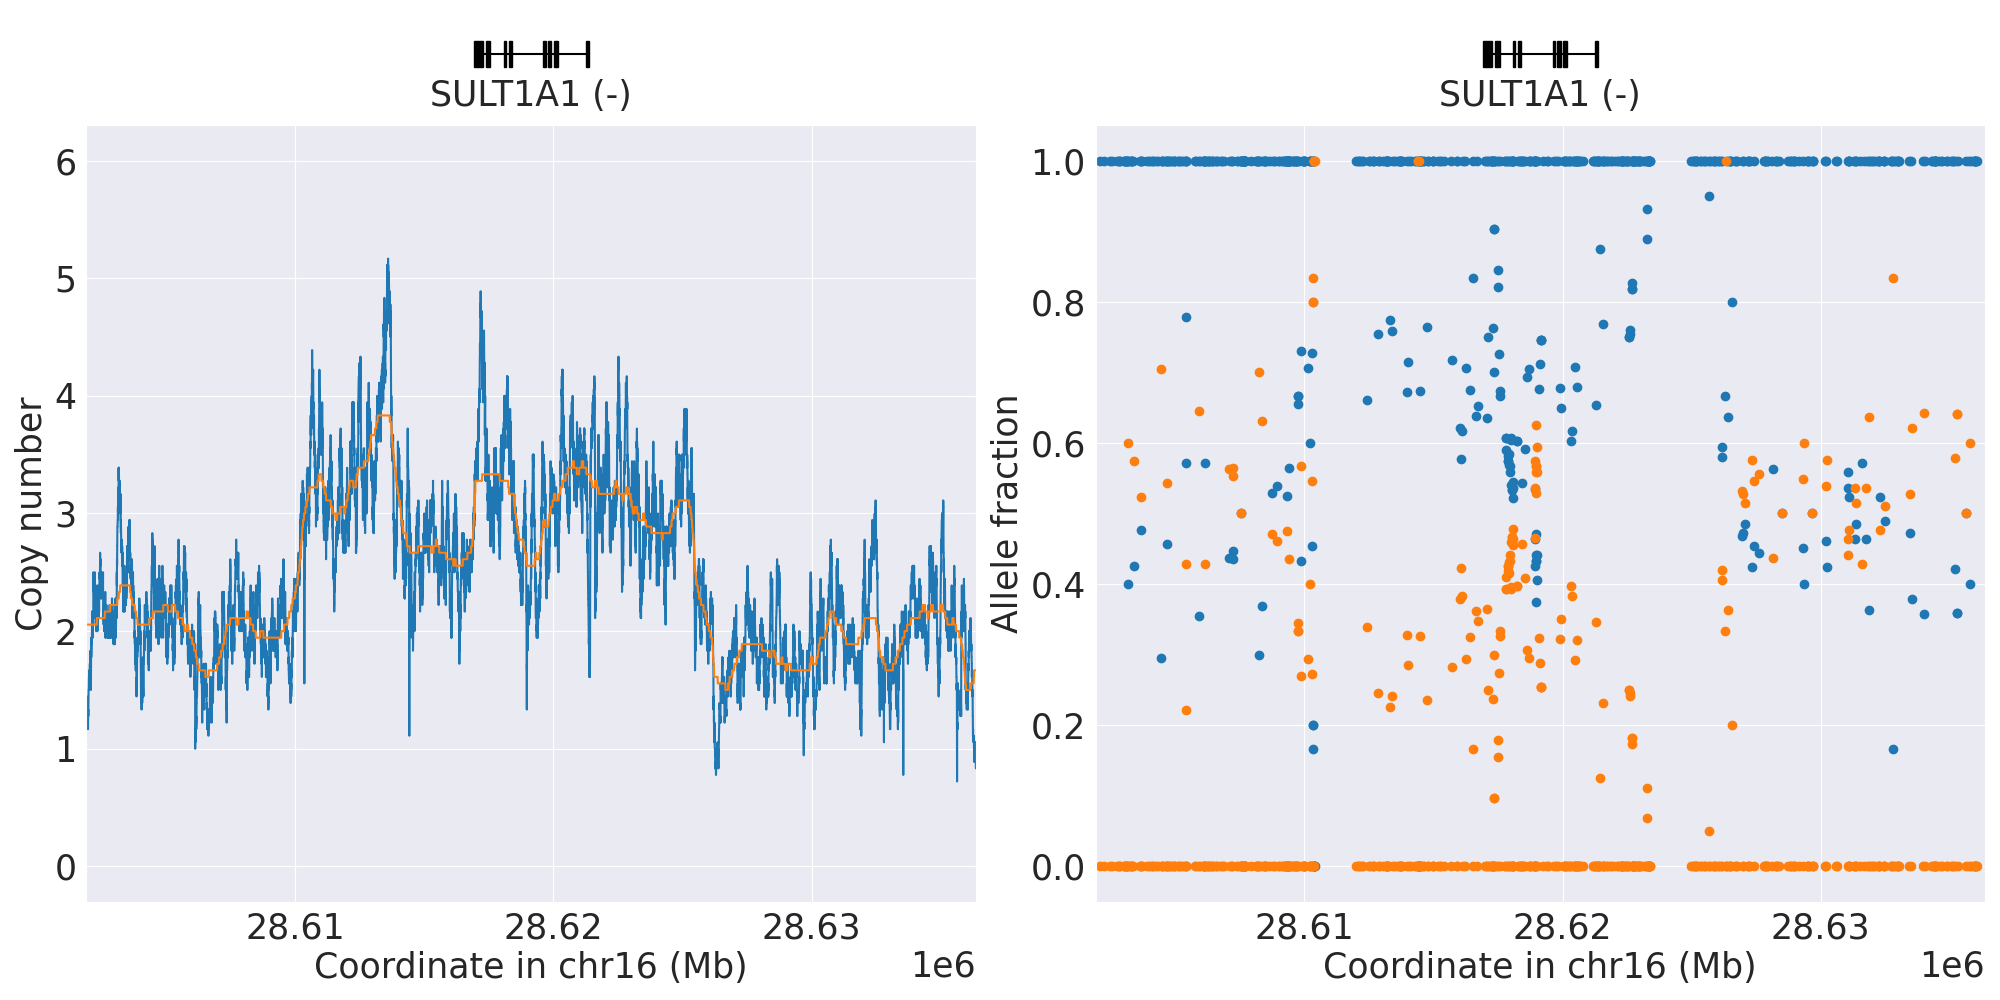 SULT1A1 (-)
Copy number
6
5
4
3
2
1
0
28.61
28.62
28.63
Coordinate in chr16 (Mb)
1e6
SULT1A1 (-)
Allele fraction
1.0
0.8
0.6
0.4
0.2
0.0
28.61
28.62
28.63
Coordinate in chr16 (Mb)
1e6